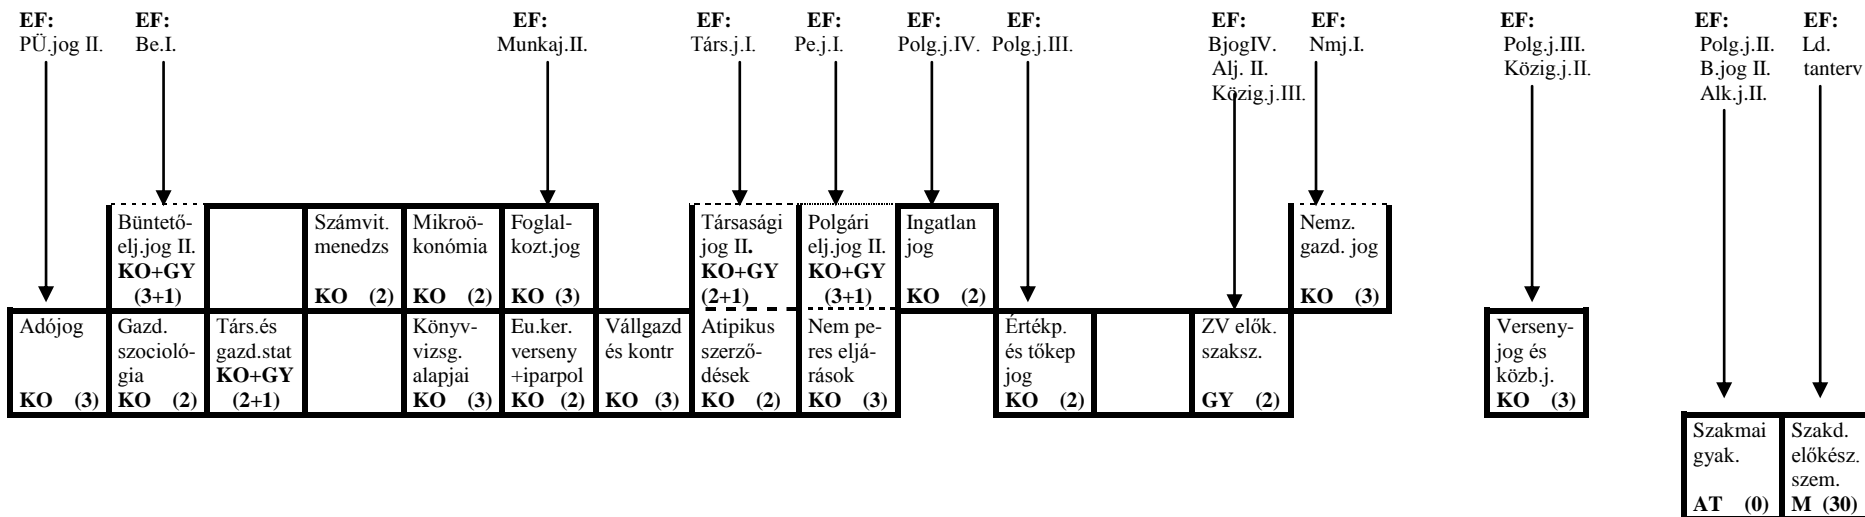 EF:
PÜ.jog II.
EF:
Be.I.
EF:
Munkaj.II.
EF:
Társ.j.I.
EF:
Pe.j.I.
EF:
Polg.j.IV.
EF:
Polg.j.III.
EF:
BjogIV.
Alj. II.
Közig.j.III.
EF:
Nmj.I.
EF:
Polg.j.III.
Közig.j.II.
EF:
Polg.j.II.
B.jog II.
Alk.j.II.
EF:
Ld.
tanterv
Büntető-
elj.jog II.
KO+GY
(3+1)
Számvit.
menedzs
KO (2)
Mikroö-
konómia
KO (2)
Foglal-
kozt.jog
KO (3)
Társasági
jog II.
KO+GY
(2+1)
Polgári
elj.jog II.
KO+GY
(3+1)
Ingatlan
jog
KO (2)
Nemz.
gazd. jog
KO (3)
Adójog
KO (3)
Gazd.
szocioló-
gia
KO (2)
Társ.és
gazd.stat
KO+GY
(2+1)
Könyv-
vizsg.
alapjai
KO (3)
Eu.ker.
verseny
+iparpol
KO (2)
Vállgazd
és kontr
KO (3)
Atipikus
szerző-
dések
KO (2)
Nem pe-
res eljá-
rások
KO (3)
Értékp.
és tőkep
jog
KO (2)
ZV elők.
szaksz.
GY (2)
Verseny-
jog és
közb.j.
KO (3)
Szakmai
gyak.
AT (0)
Szakd.
előkész.
szem.
M (30)